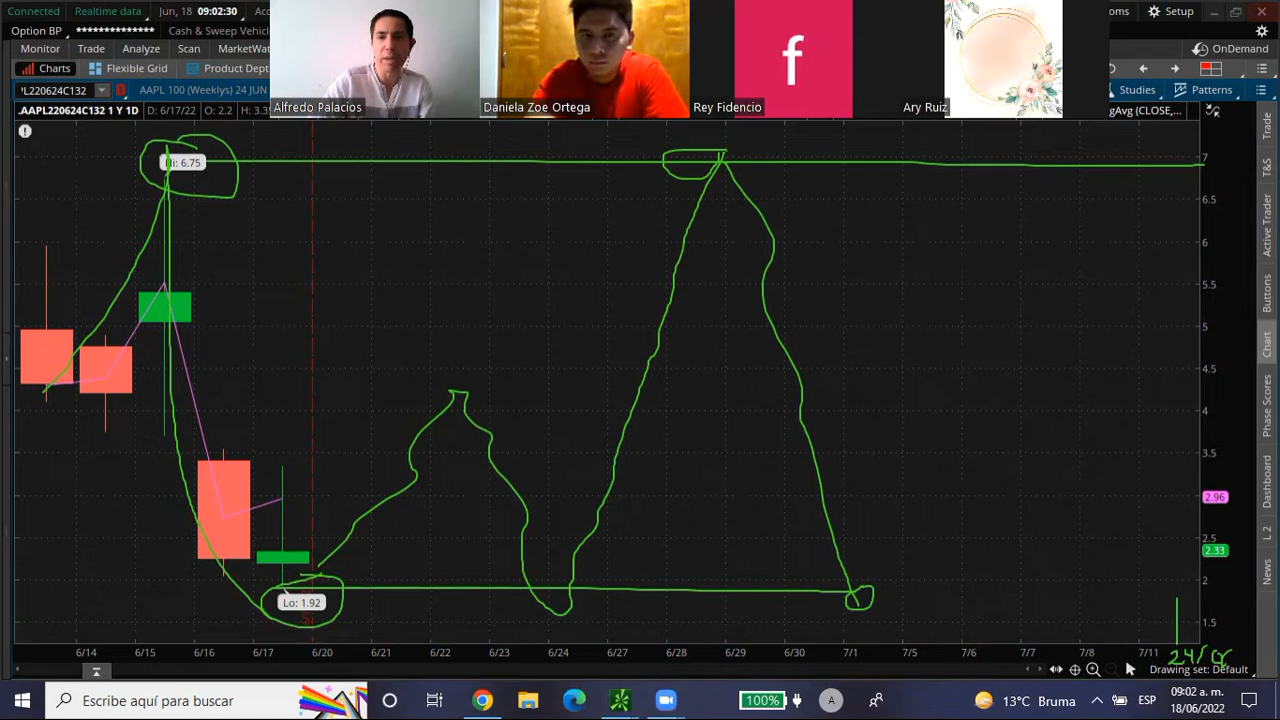 Connected Realtime data Jun, 18 09:02:30 Setup
Option BP ************** Cash & Sweep Vehic
Monitor Trade Analyze Scan MarketWa OnDemand
Charts Flexible Grid Product Dep
AAPL 100 (Weeklys) 24 JUN Studies Patterns
.AAPL220624C132 1 Y 1D D: 6/17/22
Alfredo Palacios
Daniela Zoe Ortega
Rey Fidencio
Ary Ruiz
f
Hi: 6.75
Lo: 1.92
7
6.5
6
5.5
5
4.5
4
3.5
2.96
2.5
2.33
2
1.5
6/14 6/15 6/16 6/17 6/20 6/21 6/22 6/23 6/24 6/27 6/28 6/29 6/30 7/1 7/5 7/6 7/7 7/8 7/11
Drawing set: Default
Trade
T&S
Active Trader
Buttons
Chart
Phase Scores
Dashboard
L 2
News
Escribe aquí para buscar
100%
A
13°C Bruma
ESP
09:02 a. m.
18/06/2022